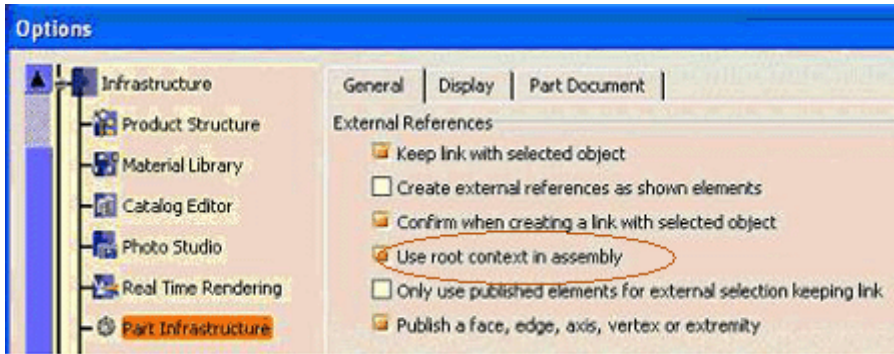 Options
Infrastructure
Product Structure
Material Library
Catalog Editor
Photo Studio
Real Time Rendering
Part Infrastructure
General Display Part Document
External References
Keep link with selected object
Create external references as shown elements
Confirm when creating a link with selected object
Use root context in assembly
Only use published elements for external selection keeping link
Publish a face, edge, axis, vertex or extremity